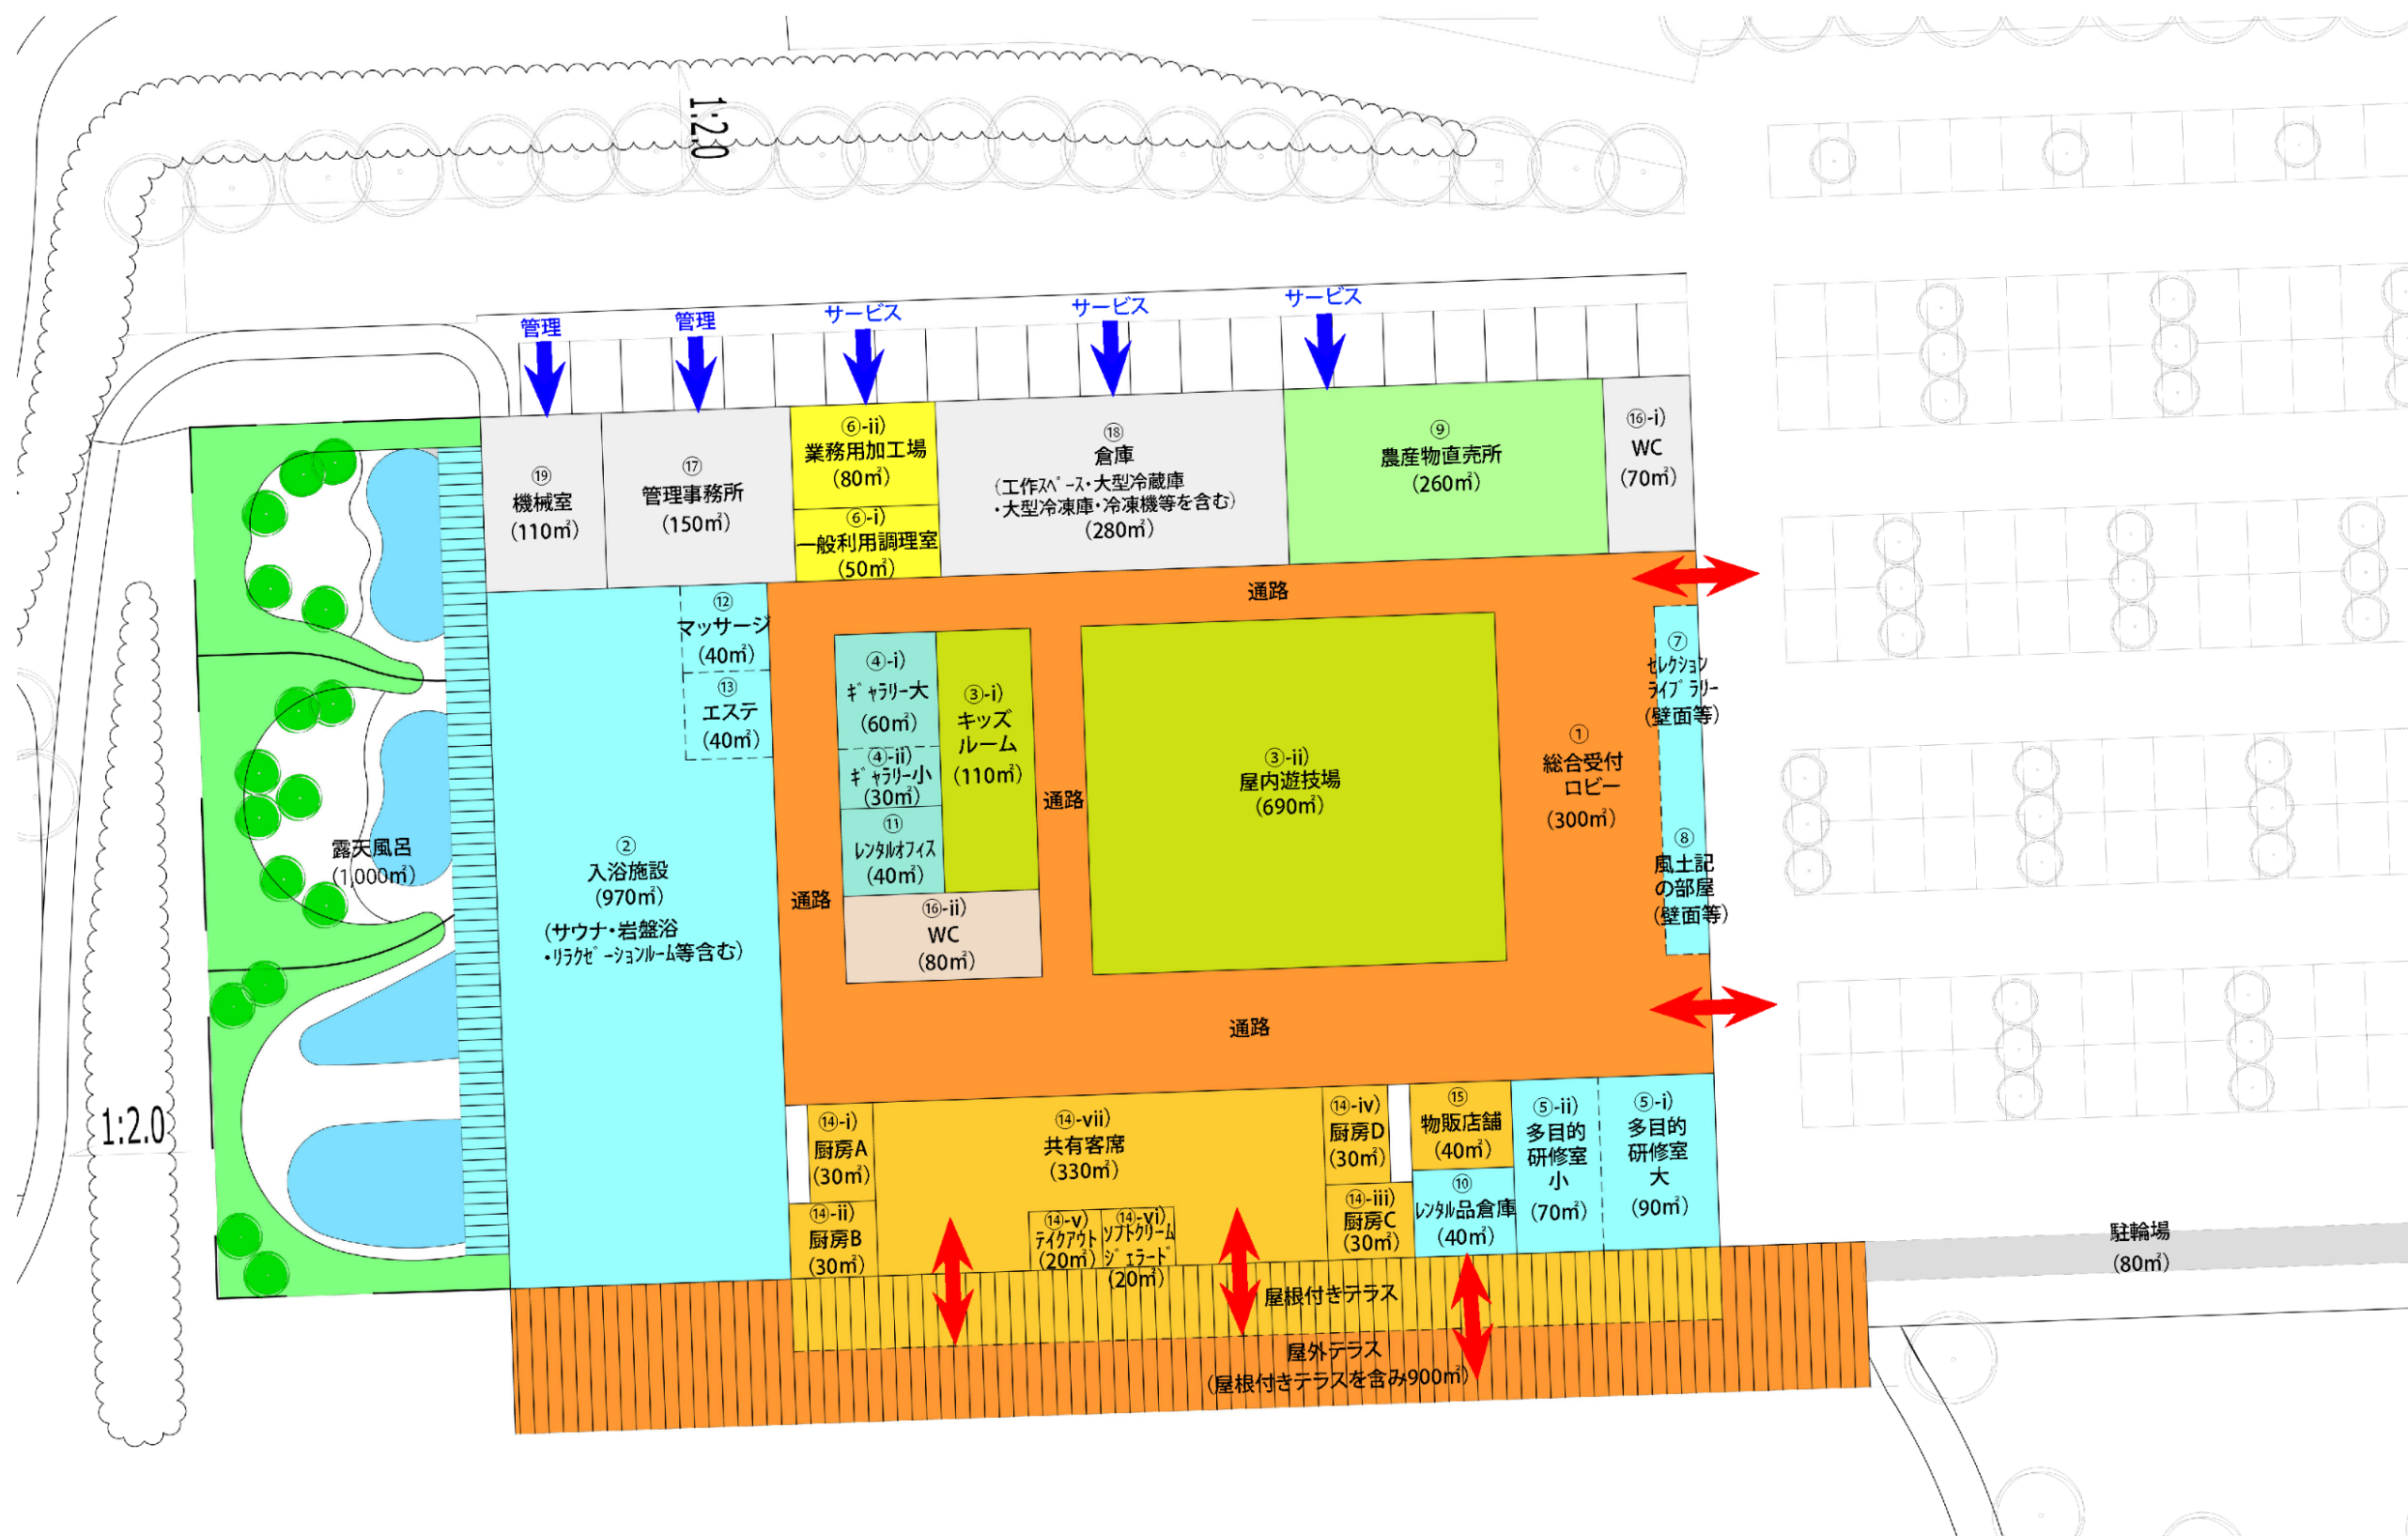 1:2.0
管理
管理
サービス
サービス
サービス
⑲
機械室
(110㎡)
⑰
管理事務所
(150㎡)
⑥-ii)
業務用加工場
(80㎡)
⑥-i)
一般利用調理室
(50㎡)
⑱
倉庫
(工作ｽﾍﾟｰｽ・大型冷蔵庫
・大型冷凍庫・冷凍機等を含む)
(280㎡)
⑨
農産物直売所
(260㎡)
⑯-i)
WC
(70㎡)
通路
⑫
マッサージ
(40㎡)
⑬
エステ
(40㎡)
④-i)
ｷﾞｬﾗﾘｰ大
(60㎡)
④-ii)
ｷﾞｬﾗﾘｰ小
(30㎡)
⑪
ﾚﾝﾀﾙｵﾌｨｽ
(40㎡)
③-i)
キッズ
ルーム
(110㎡)
⑯-ii)
WC
(80㎡)
通路
通路
③-ii)
屋内遊技場
(690㎡)
①
総合受付
ロビー
(300㎡)
⑦
ｾﾚｸｼｮﾝ
ﾗｲﾌﾞﾗﾘｰ
(壁面等)
⑧
風土記
の部屋
(壁面等)
露天風呂
(1,000㎡)
②
入浴施設
(970㎡)
(サウナ・岩盤浴
・ﾘﾗｸｾﾞｰｼｮﾝﾙｰﾑ等含む)
通路
1:2.0
⑭-i)
厨房A
(30㎡)
⑭-ii)
厨房B
(30㎡)
⑭-vii)
共有客席
(330㎡)
⑭-v)
ﾃｲｸｱｳﾄ
(20㎡)
⑭-vi)
ｿﾌﾄｸﾘｰﾑ
ｼﾞｪﾗｰﾄﾞ
(20㎡)
⑭-iv)
厨房D
(30㎡)
⑭-iii)
厨房C
(30㎡)
⑮
物販店舗
(40㎡)
⑩
ﾚﾝﾀﾙ品倉庫
(40㎡)
⑤-ii)
多目的
研修室
小
(70㎡)
⑤-i)
多目的
研修室
大
(90㎡)
駐輪場
(80㎡)
屋根付きテラス
屋外テラス
(屋根付きテラスを含み900㎡)